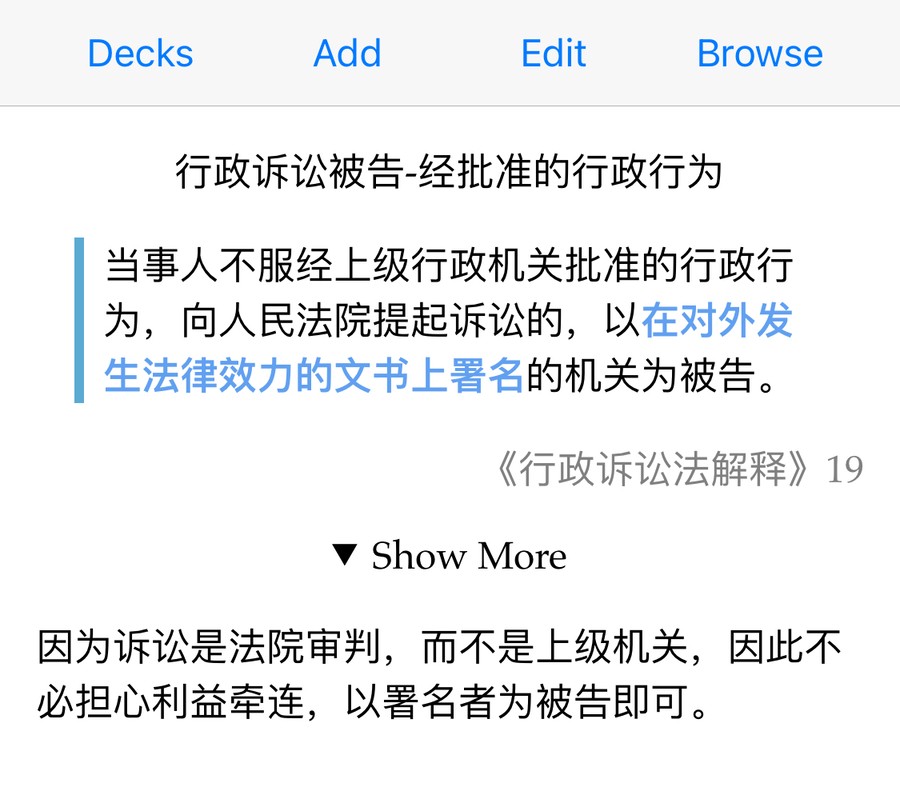 Decks Add Edit Browse
行政诉讼被告-经批准的行政行为
当事人不服经上级行政机关批准的行政行
为，向人民法院提起诉讼的，以在对外发
生法律效力的文书上署名的机关为被告。
《行政诉讼法解释》19
▼ Show More
因为诉讼是法院审判，而不是上级机关，因此不
必担心利益牵连，以署名者为被告即可。